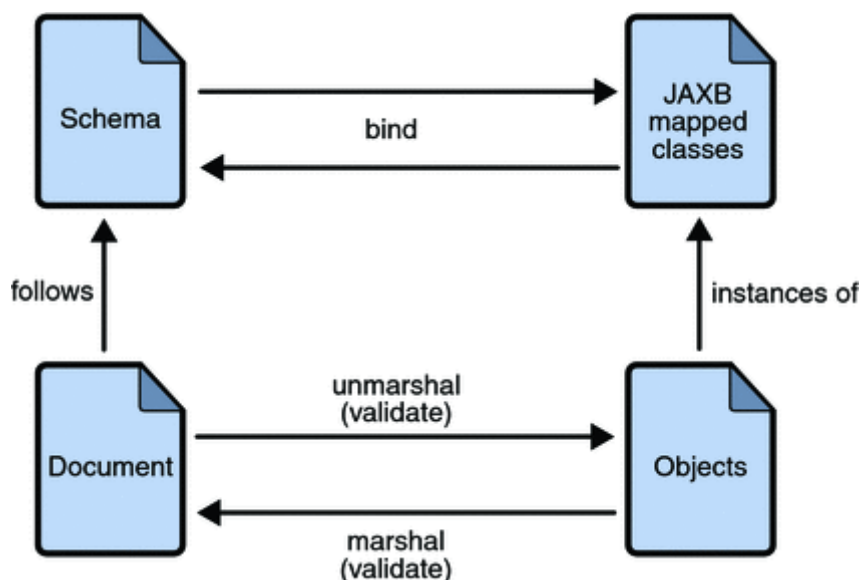 Schema
bind
JAXB
mapped
classes
follows
instances of
Document
unmarshal
(validate)
Objects
marshal
(validate)